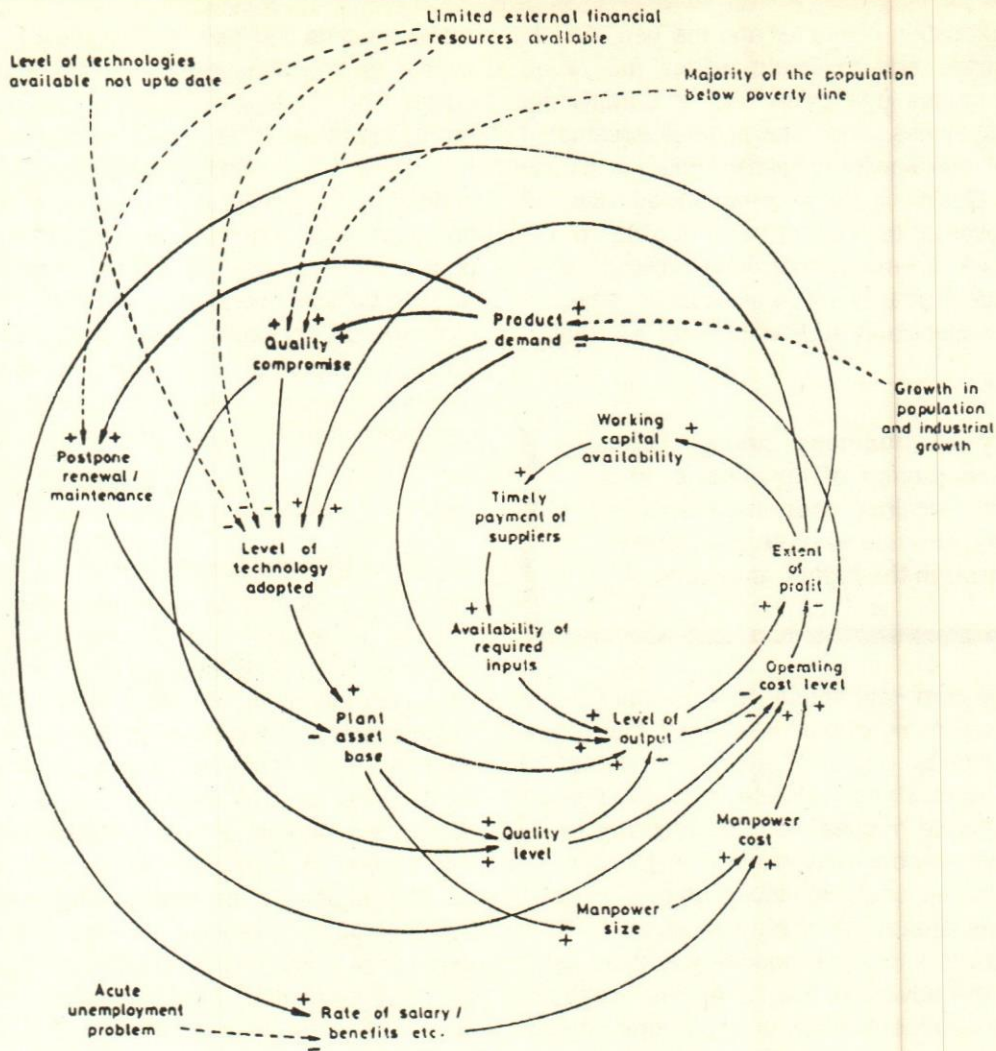 Limited external financial
resources available
Level of technologies
available not upto date
Majority of the population
below poverty line
Product
demand
Quality
compromise
Growth in
population
and industrial
growth
Working
capital
availability
Postpone
renewal /
maintenance
Timely
payment of
suppliers
Level of
technology
adopted
Extent
of
profit
Availability of
required
inputs
Operating
cost level
Plant
asset
base
Level of
output
Quality
level
Manpower
cost
Manpower
size
Acute
unemployment
problem
Rate of salary /
benefits etc.